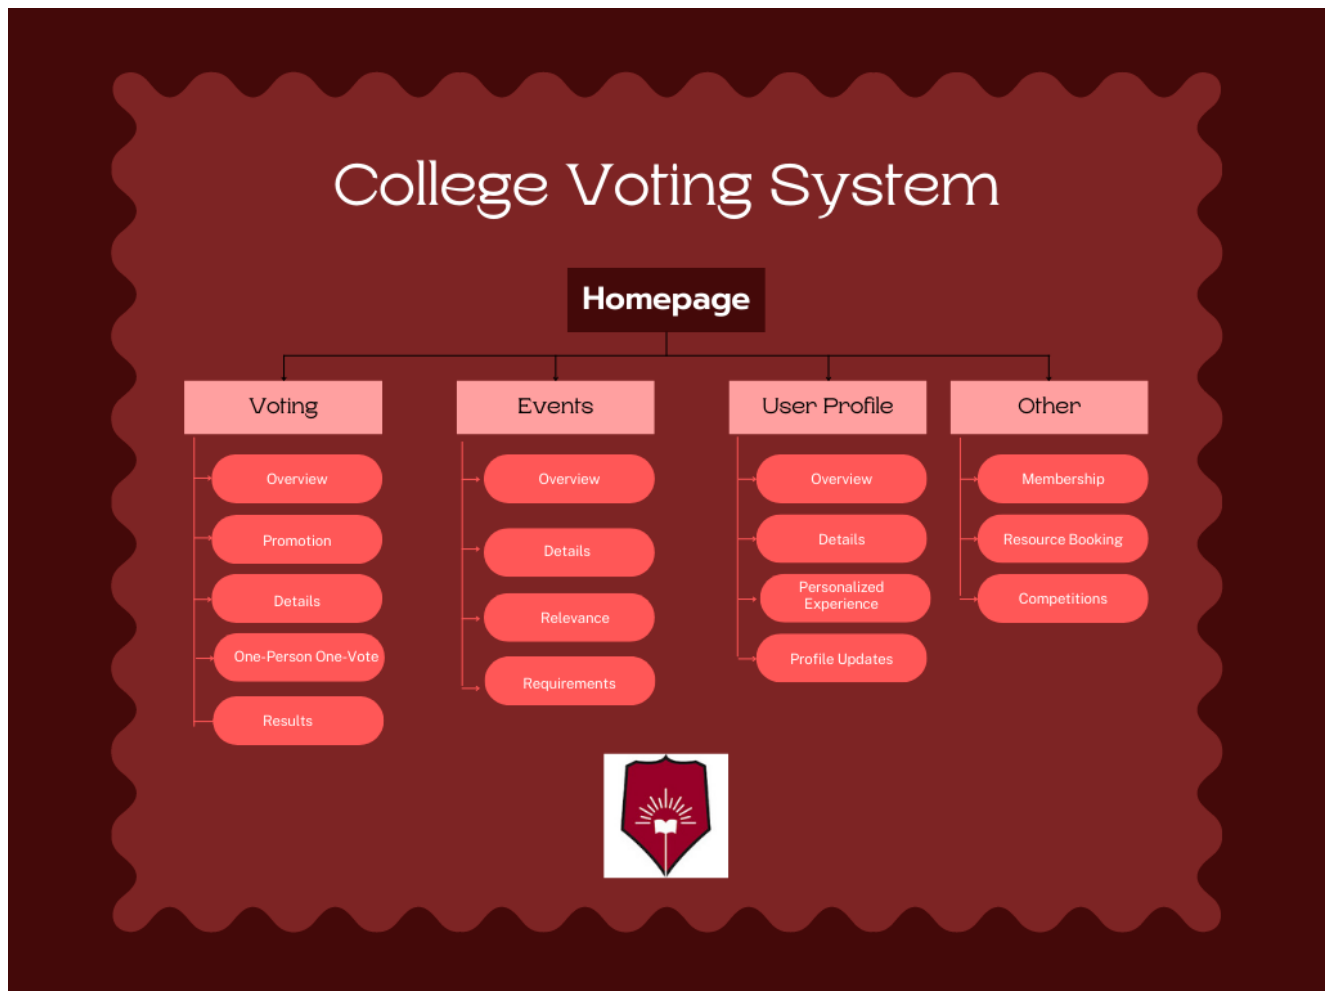 College Voting System
Homepage
Voting
Overview
Promotion
Details
One-Person One-Vote
Results
Events
Overview
Details
Relevance
Requirements
User Profile
Overview
Details
Personalized
Experience
Profile Updates
Other
Membership
Resource Booking
Competitions